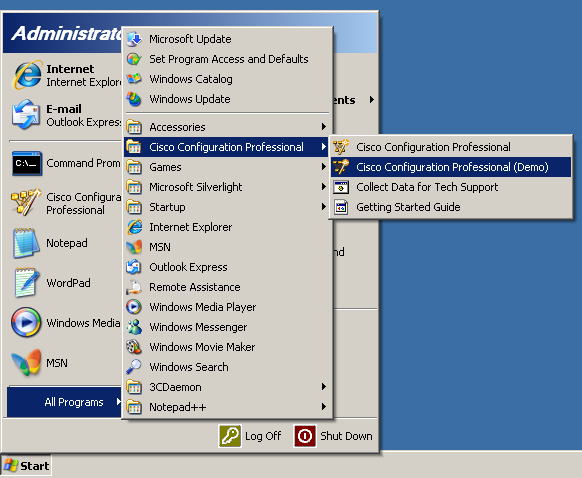 Administrato
Internet
Internet Explor
E-mail
Outlook Expres
Command Prom
Cisco Configura
Professional
Notepad
WordPad
Windows Media
MSN
All Programs
Microsoft Update
Set Program Access and Defaults
Windows Catalog
Windows Update
Accessories
Cisco Configuration Professional
Games
Microsoft Silverlight
Startup
Internet Explorer
MSN
Outlook Express
Remote Assistance
Windows Media Player
Windows Messenger
Windows Movie Maker
Windows Search
3CDaemon
Notepad++
ents
nd
Cisco Configuration Professional
Cisco Configuration Professional (Demo)
Collect Data for Tech Support
Getting Started Guide
Log Off
Shut Down
Start